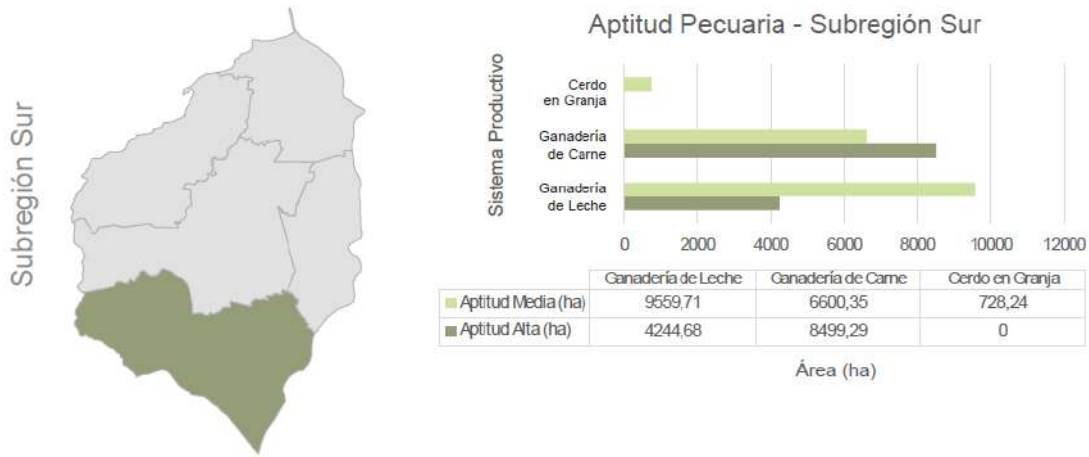 Subregión Sur
Aptitud Pecuaria - Subregión Sur
Sistema Productivo
Cerdo
en Granja
Ganadería
de Carne
Ganadería
de Leche
0 2000 4000 6000 8000 10000 12000
Ganadería de Leche Ganadería de Carne Cerdo en Granja
Aptitud Media (ha) 9559,71 6600,35 728,24
Aptitud Alta (ha) 4244,68 8499,29 0
Área (ha)